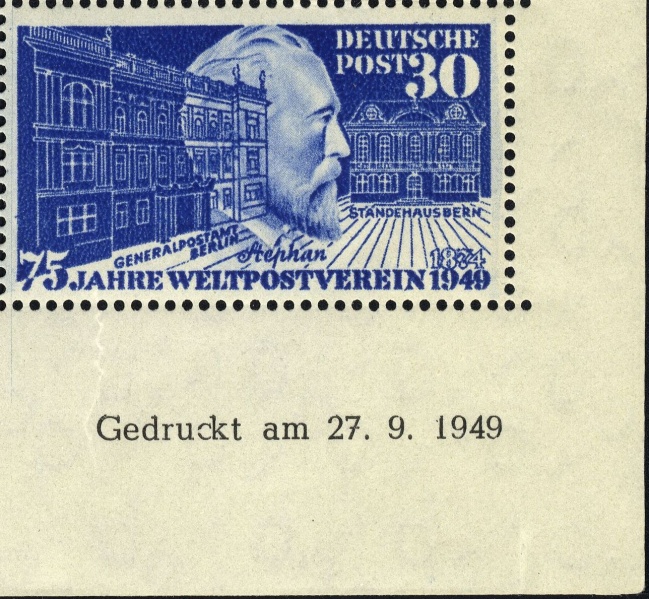 DEUTSCHE
POST 30
STÄNDEHAUS BERN
GENERALPOSTAMT
BERLIN
Stephan
1874
75 JAHRE WELTPOSTVEREIN 1949
Gedruckt am 27. 9. 1949